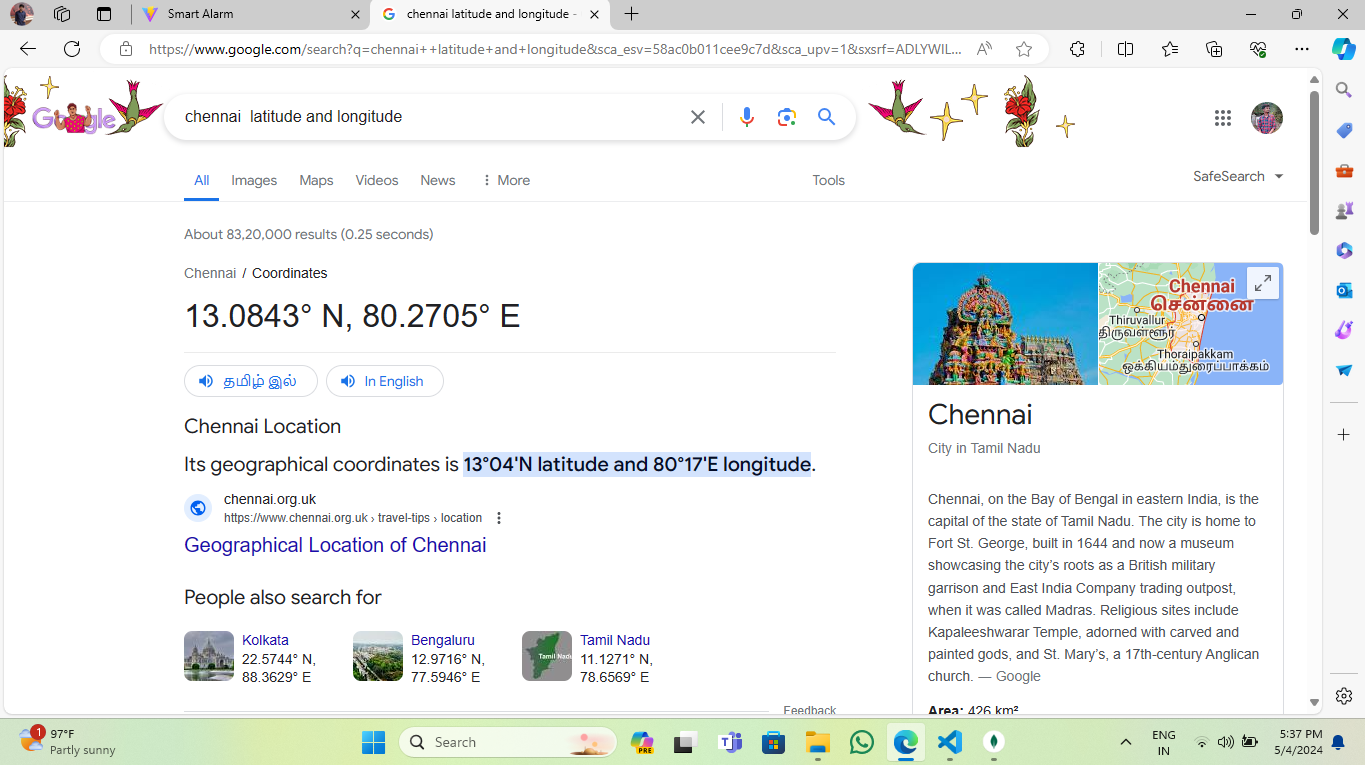 Smart Alarm
chennai latitude and longitude -
https://www.google.com/search?q=chennai++latitude+and+longitude&sca_esv=58ac0b011cee9c7d&sca_upv=1&sxsrf=ADLYWIL...
Google
chennai latitude and longitude
All Images Maps Videos News More Tools SafeSearch
About 83,20,000 results (0.25 seconds)
Chennai / Coordinates
13.0843° N, 80.2705° E
தமிழ் இல் In English
Chennai Location
Its geographical coordinates is 13°04'N latitude and 80°17'E longitude.
chennai.org.uk
https://www.chennai.org.uk › travel-tips › location
Geographical Location of Chennai
People also search for
Kolkata
22.5744° N,
88.3629° E
Bengaluru
12.9716° N,
77.5946° E
Tamil Nadu
Tamil Nadu
11.1271° N,
78.6569° E
Feedback
Chennai
சென்னை
Thiruvallur
திருவள்ளூர்
Thoraipakkam
ஒக்கியம்துரைப்பாக்கம்
Chennai
City in Tamil Nadu
Chennai, on the Bay of Bengal in eastern India, is the
capital of the state of Tamil Nadu. The city is home to
Fort St. George, built in 1644 and now a museum
showcasing the city’s roots as a British military
garrison and East India Company trading outpost,
when it was called Madras. Religious sites include
Kapaleeshwarar Temple, adorned with carved and
painted gods, and St. Mary’s, a 17th-century Anglican
church. — Google
Area: 426 km²
1
97°F
Partly sunny
Search
PRE
ENG
IN
5:37 PM
5/4/2024